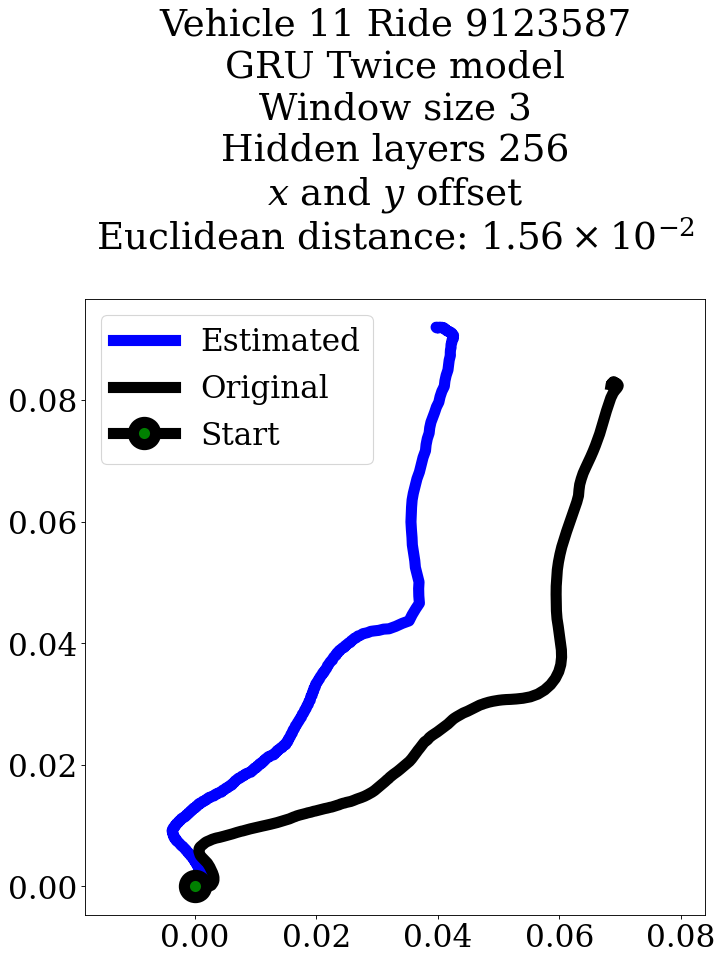 Vehicle 11 Ride 9123587
GRU Twice model
Window size 3
Hidden layers 256
x and y offset
Euclidean distance: 1.56 × 10⁻²
Estimated
Original
Start
0.08
0.06
0.04
0.02
0.00
0.00 0.02 0.04 0.06 0.08